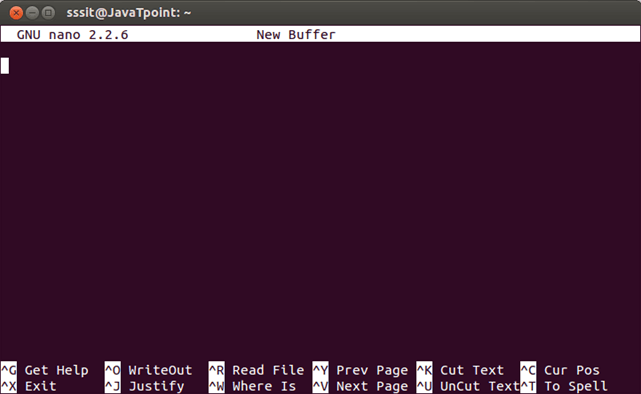 sssit@JavaTpoint: ~
GNU nano 2.2.6 New Buffer
^G Get Help ^O WriteOut ^R Read File ^Y Prev Page ^K Cut Text ^C Cur Pos
^X Exit ^J Justify ^W Where Is ^V Next Page ^U UnCut Text ^T To Spell